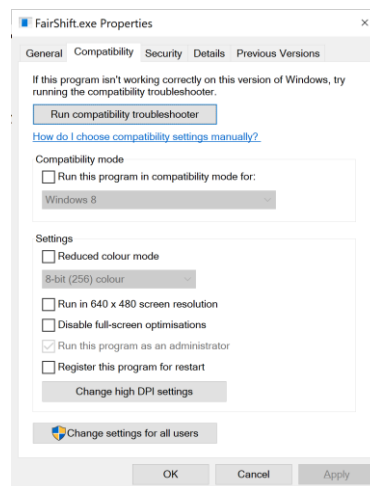 FairShift.exe Properties
General Compatibility Security Details Previous Versions
If this program isn't working correctly on this version of Windows, try
running the compatibility troubleshooter.
Run compatibility troubleshooter
How do I choose compatibility settings manually?
Compatibility mode
Run this program in compatibility mode for:
Windows 8
Settings
Reduced colour mode
8-bit (256) colour
Run in 640 x 480 screen resolution
Disable full-screen optimisations
Run this program as an administrator
Register this program for restart
Change high DPI settings
Change settings for all users
OK Cancel Apply